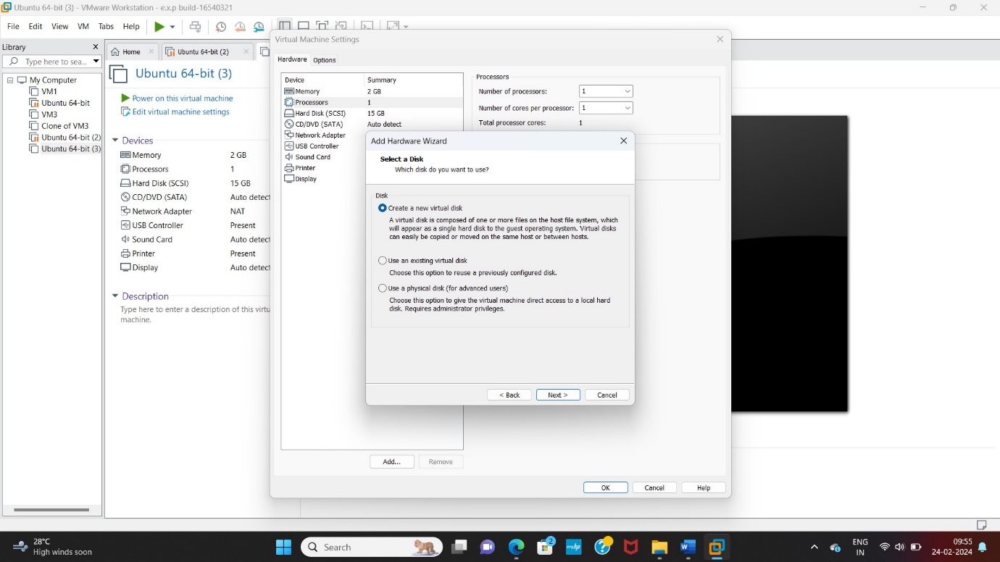 Ubuntu 64-bit (3) - VMware Workstation - e.x.p build-16540321
File Edit View VM Tabs Help
Library
Type here to sea...
My Computer
VM1
Ubuntu 64-bit
VM3
Clone of VM3
Ubuntu 64-bit (2)
Ubuntu 64-bit (3)
Home
Ubuntu 64-bit (2)
Ubuntu 64-bit (3)
Power on this virtual machine
Edit virtual machine settings
Devices
Memory 2 GB
Processors 1
Hard Disk (SCSI) 15 GB
CD/DVD (SATA) Auto detect
Network Adapter NAT
USB Controller Present
Sound Card Auto detect
Printer Present
Display Auto detect
Description
Type here to enter a description of this virtu
machine.
Virtual Machine Settings
Hardware Options
Device Summary
Memory 2 GB
Processors 1
Hard Disk (SCSI) 15 GB
CD/DVD (SATA) Auto detect
Network Adapter
USB Controller
Sound Card
Printer
Display
Add... Remove
Processors
Number of processors: 1
Number of cores per processor: 1
Total processor cores: 1
Add Hardware Wizard
Select a Disk
Which disk do you want to use?
Disk
Create a new virtual disk
A virtual disk is composed of one or more files on the host file system, which
will appear as a single hard disk to the guest operating system. Virtual disks
can easily be copied or moved on the same host or between hosts.
Use an existing virtual disk
Choose this option to reuse a previously configured disk.
Use a physical disk (for advanced users)
Choose this option to give the virtual machine direct access to a local hard
disk. Requires administrator privileges.
< Back Next > Cancel
OK Cancel Help
28°C
High winds soon
Search
2
ENG
IN
09:55
24-02-2024